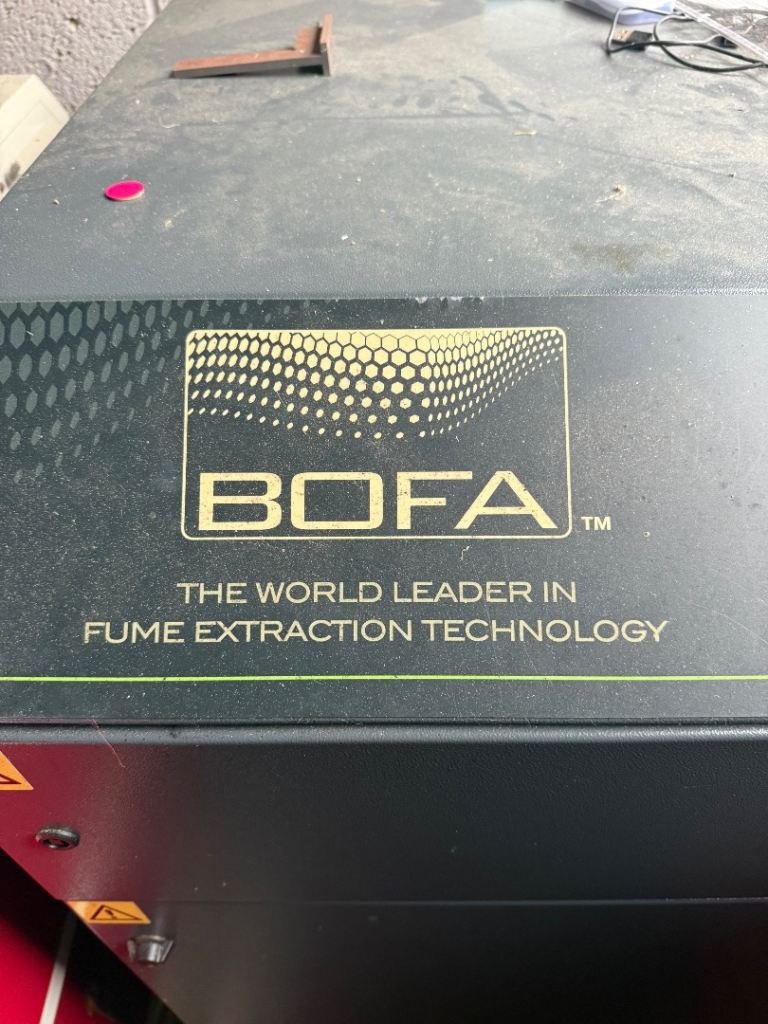 BOFA™
THE WORLD LEADER IN
FUME EXTRACTION TECHNOLOGY